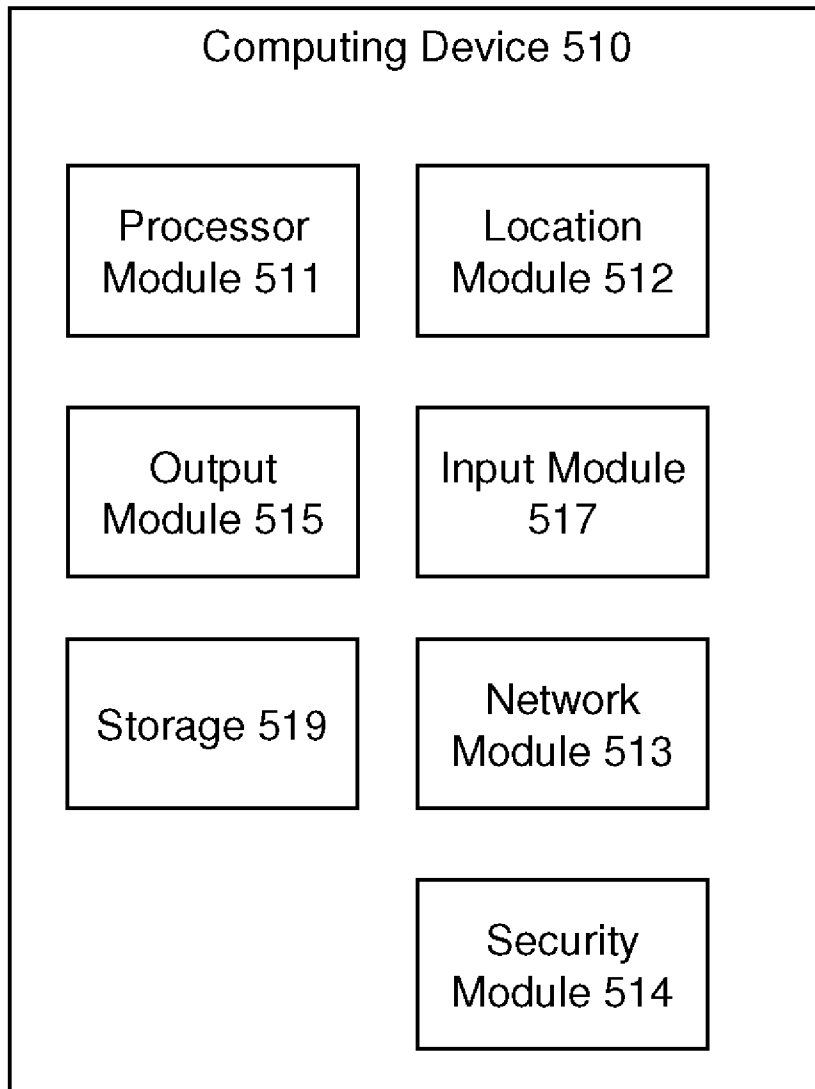 Computing Device 510
Processor
Module 511
Location
Module 512
Output
Module 515
Input Module
517
Storage 519
Network
Module 513
Security
Module 514